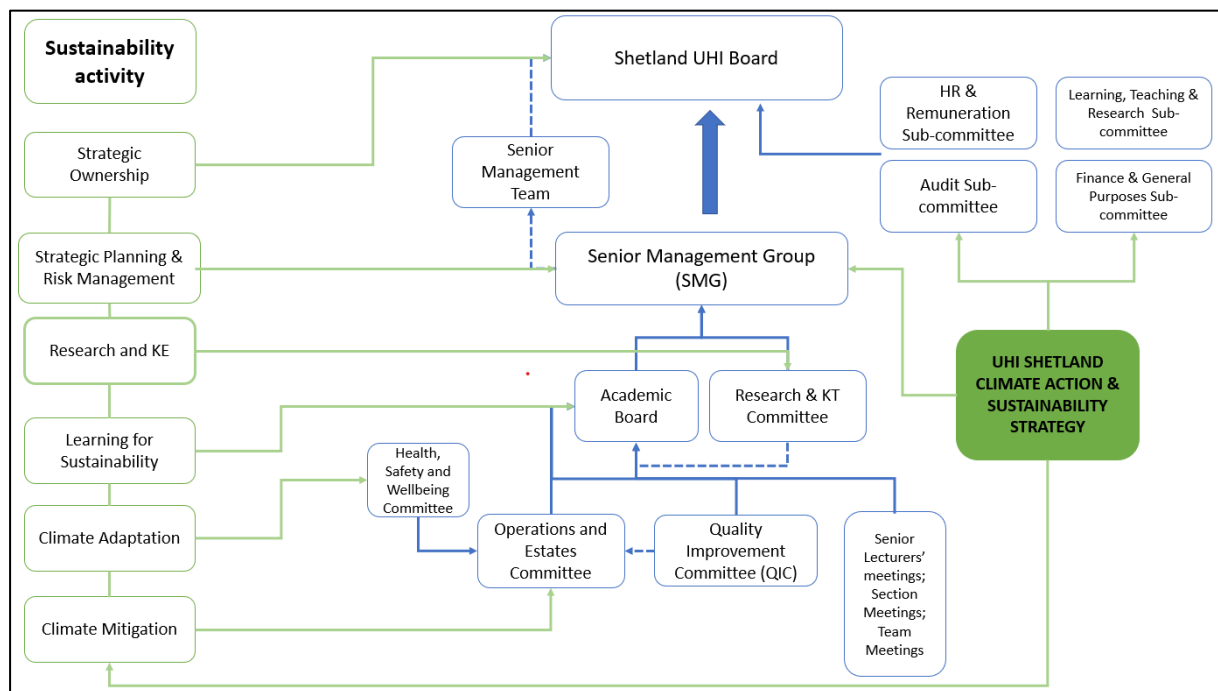 Sustainability
activity
Shetland UHI Board
HR &
Remuneration
Sub-committee
Learning, Teaching &
Research Sub-
committee
Strategic
Ownership
Senior
Management
Team
Audit Sub-
committee
Finance & General
Purposes Sub-
committee
Strategic Planning &
Risk Management
Senior Management Group
(SMG)
Research and KE
UHI SHETLAND
CLIMATE ACTION &
SUSTAINABILITY
STRATEGY
Academic
Board
Research & KT
Committee
Learning for
Sustainability
Health,
Safety and
Wellbeing
Committee
Climate Adaptation
Operations and
Estates
Committee
Quality
Improvement
Committee (QIC)
Senior
Lecturers’
meetings;
Section
Meetings;
Team
Meetings
Climate Mitigation